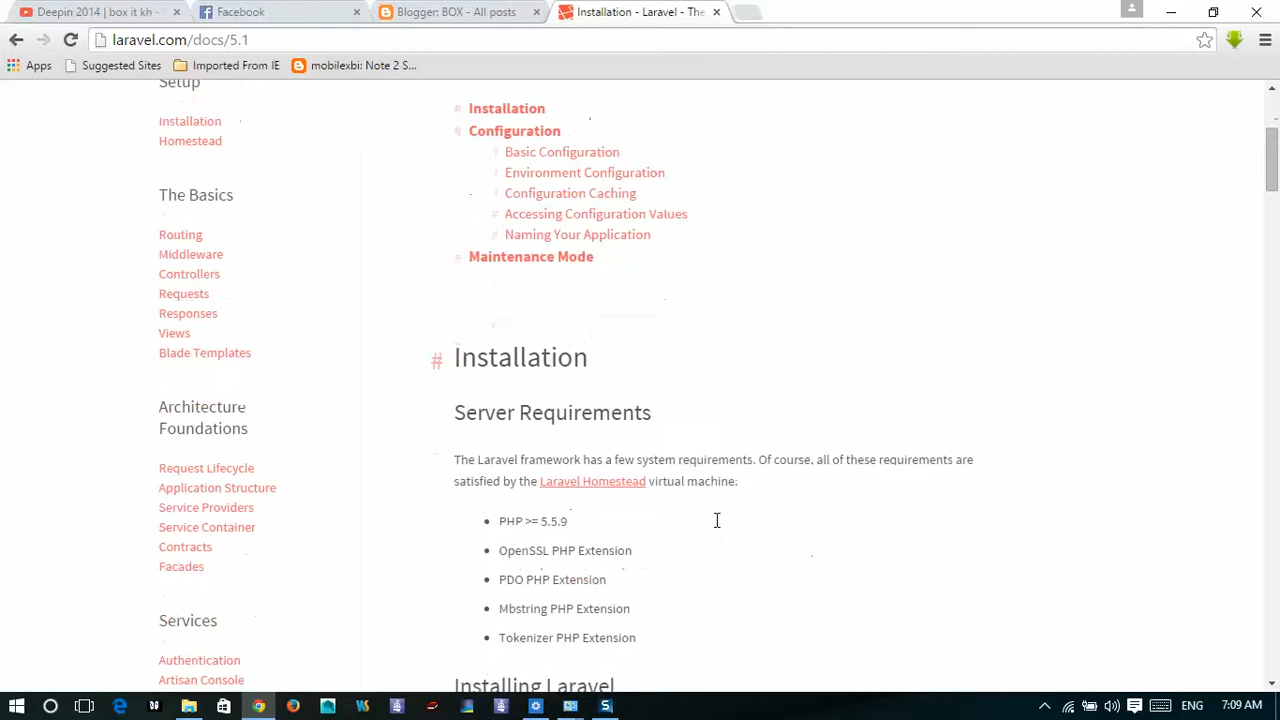 Deepin 2014 | box it kh -
Facebook
Blogger: BOX - All posts
Installation - Laravel - The
laravel.com/docs/5.1
Apps
Suggested Sites
Imported From IE
mobilexbi: Note 2 S...
Setup
Installation
Homestead
The Basics
Routing
Middleware
Controllers
Requests
Responses
Views
Blade Templates
Architecture
Foundations
Request Lifecycle
Application Structure
Service Providers
Service Container
Contracts
Facades
Services
Authentication
Artisan Console
# Installation
# Configuration
# Basic Configuration
# Environment Configuration
# Configuration Caching
# Accessing Configuration Values
# Naming Your Application
# Maintenance Mode
# Installation
Server Requirements
The Laravel framework has a few system requirements. Of course, all of these requirements are
satisfied by the Laravel Homestead virtual machine:
PHP >= 5.5.9
OpenSSL PHP Extension
PDO PHP Extension
Mbstring PHP Extension
Tokenizer PHP Extension
Installing Laravel
ENG
7:09 AM